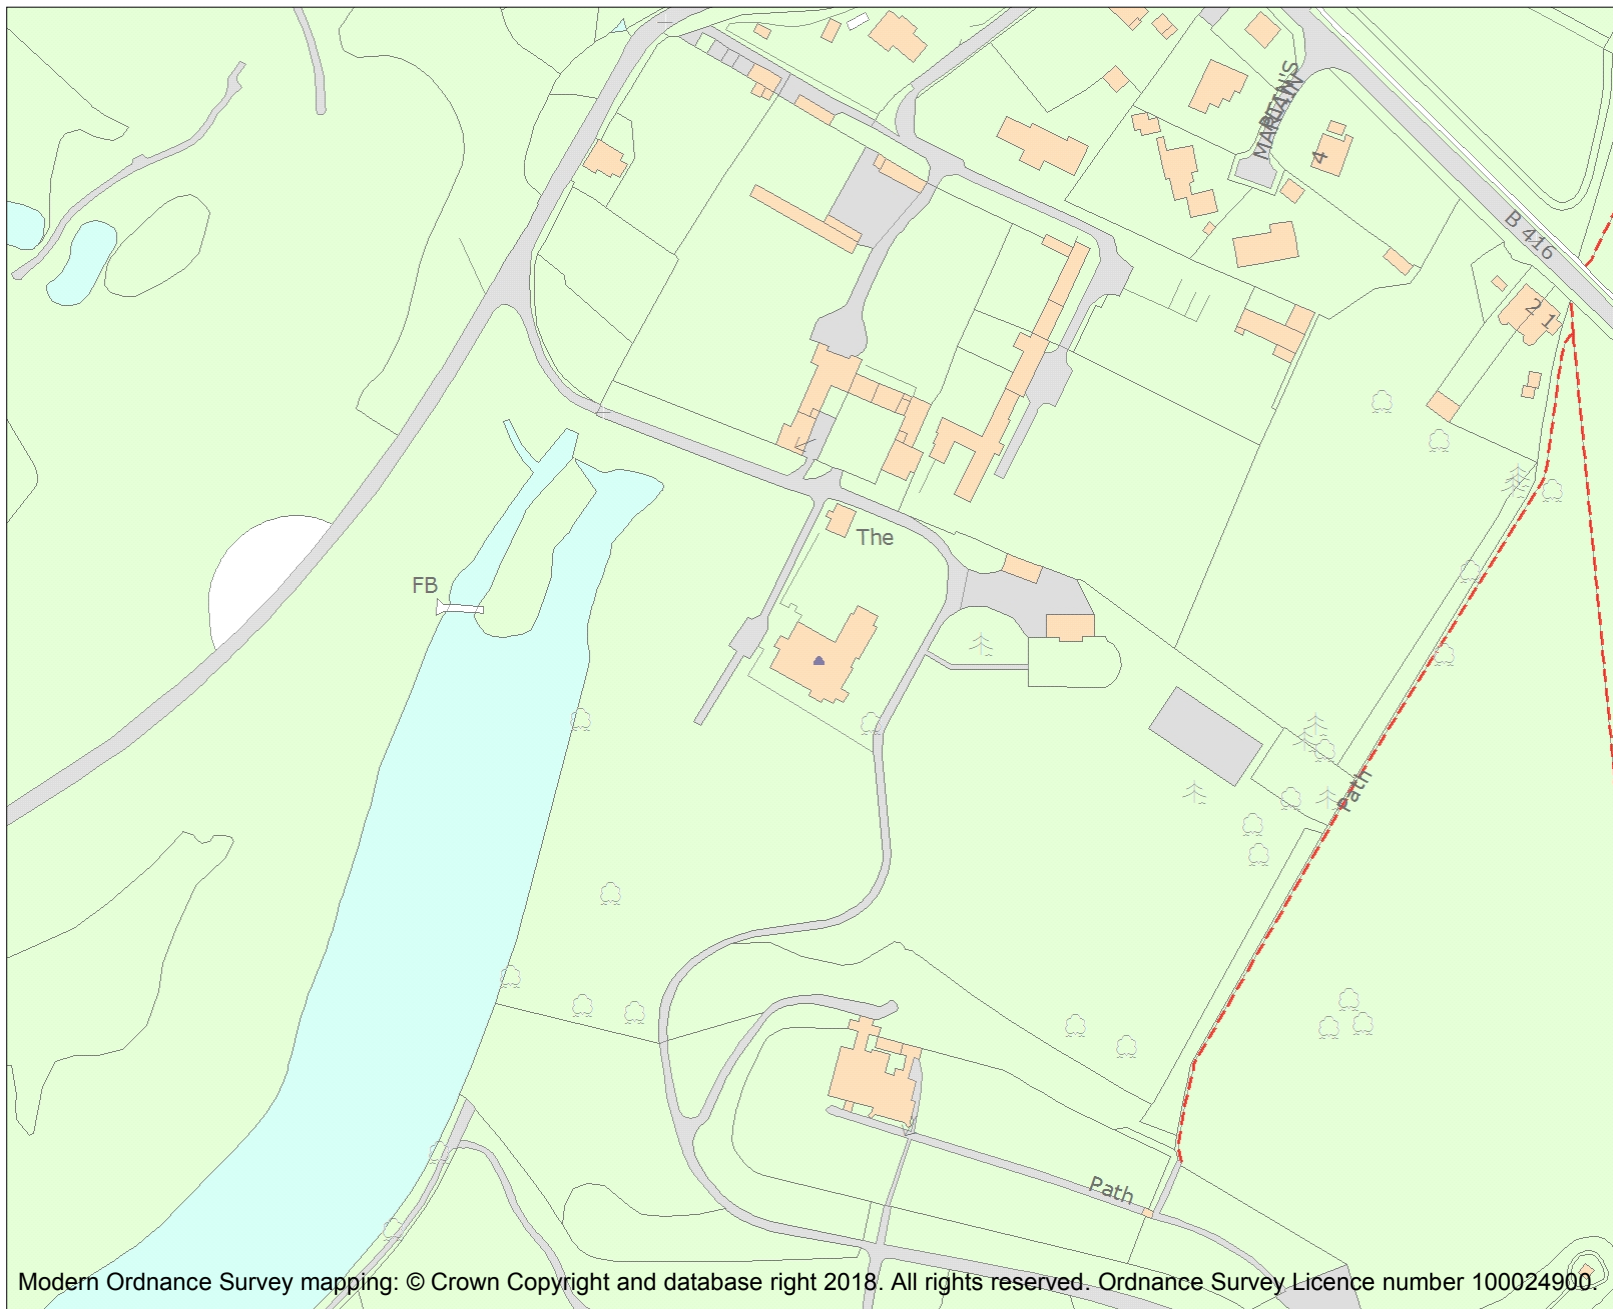 MARTIN'S
4
B 416
2 1
The
FB
Path
Path
Modern Ordnance Survey mapping: © Crown Copyright and database right 2018. All rights reserved. Ordnance Survey Licence number 100024900.